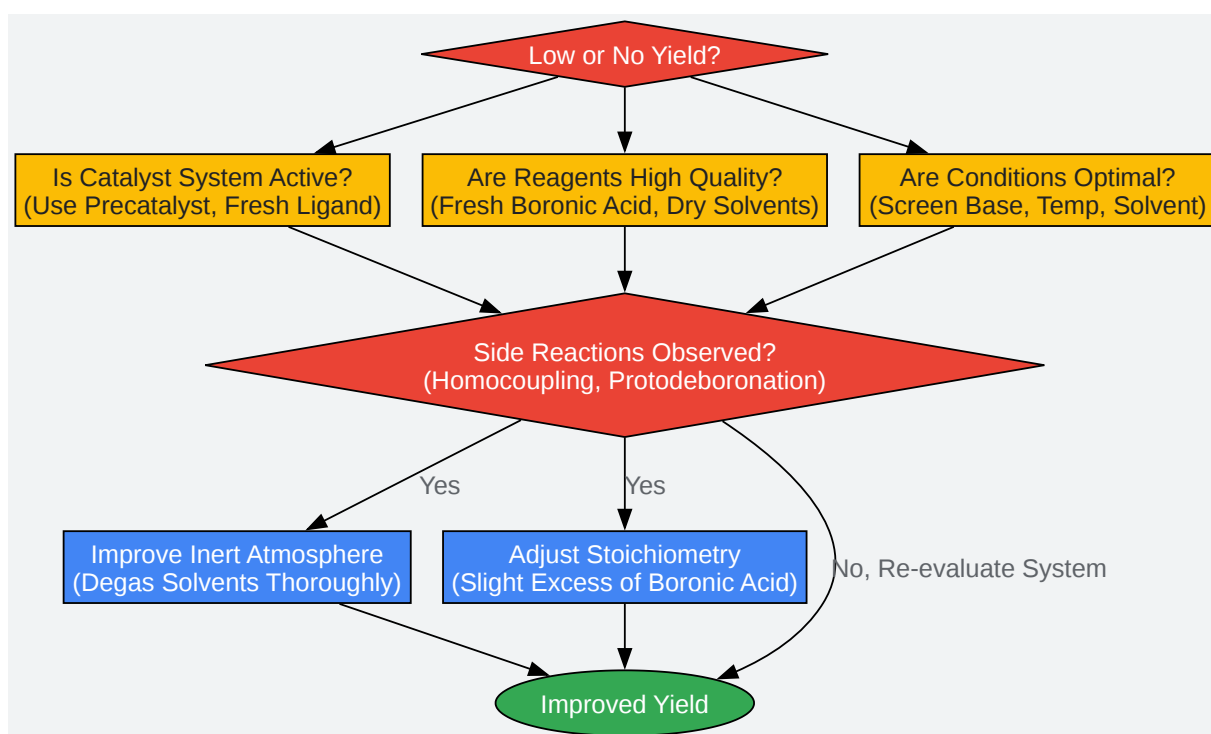 Low or No Yield?
Is Catalyst System Active?
(Use Precatalyst, Fresh Ligand)
Are Reagents High Quality?
(Fresh Boronic Acid, Dry Solvents)
Are Conditions Optimal?
(Screen Base, Temp, Solvent)
Side Reactions Observed?
(Homocoupling, Protodeboronation)
Yes
Yes
Improve Inert Atmosphere
(Degas Solvents Thoroughly)
Adjust Stoichiometry
(Slight Excess of Boronic Acid)
No, Re-evaluate System
Improved Yield